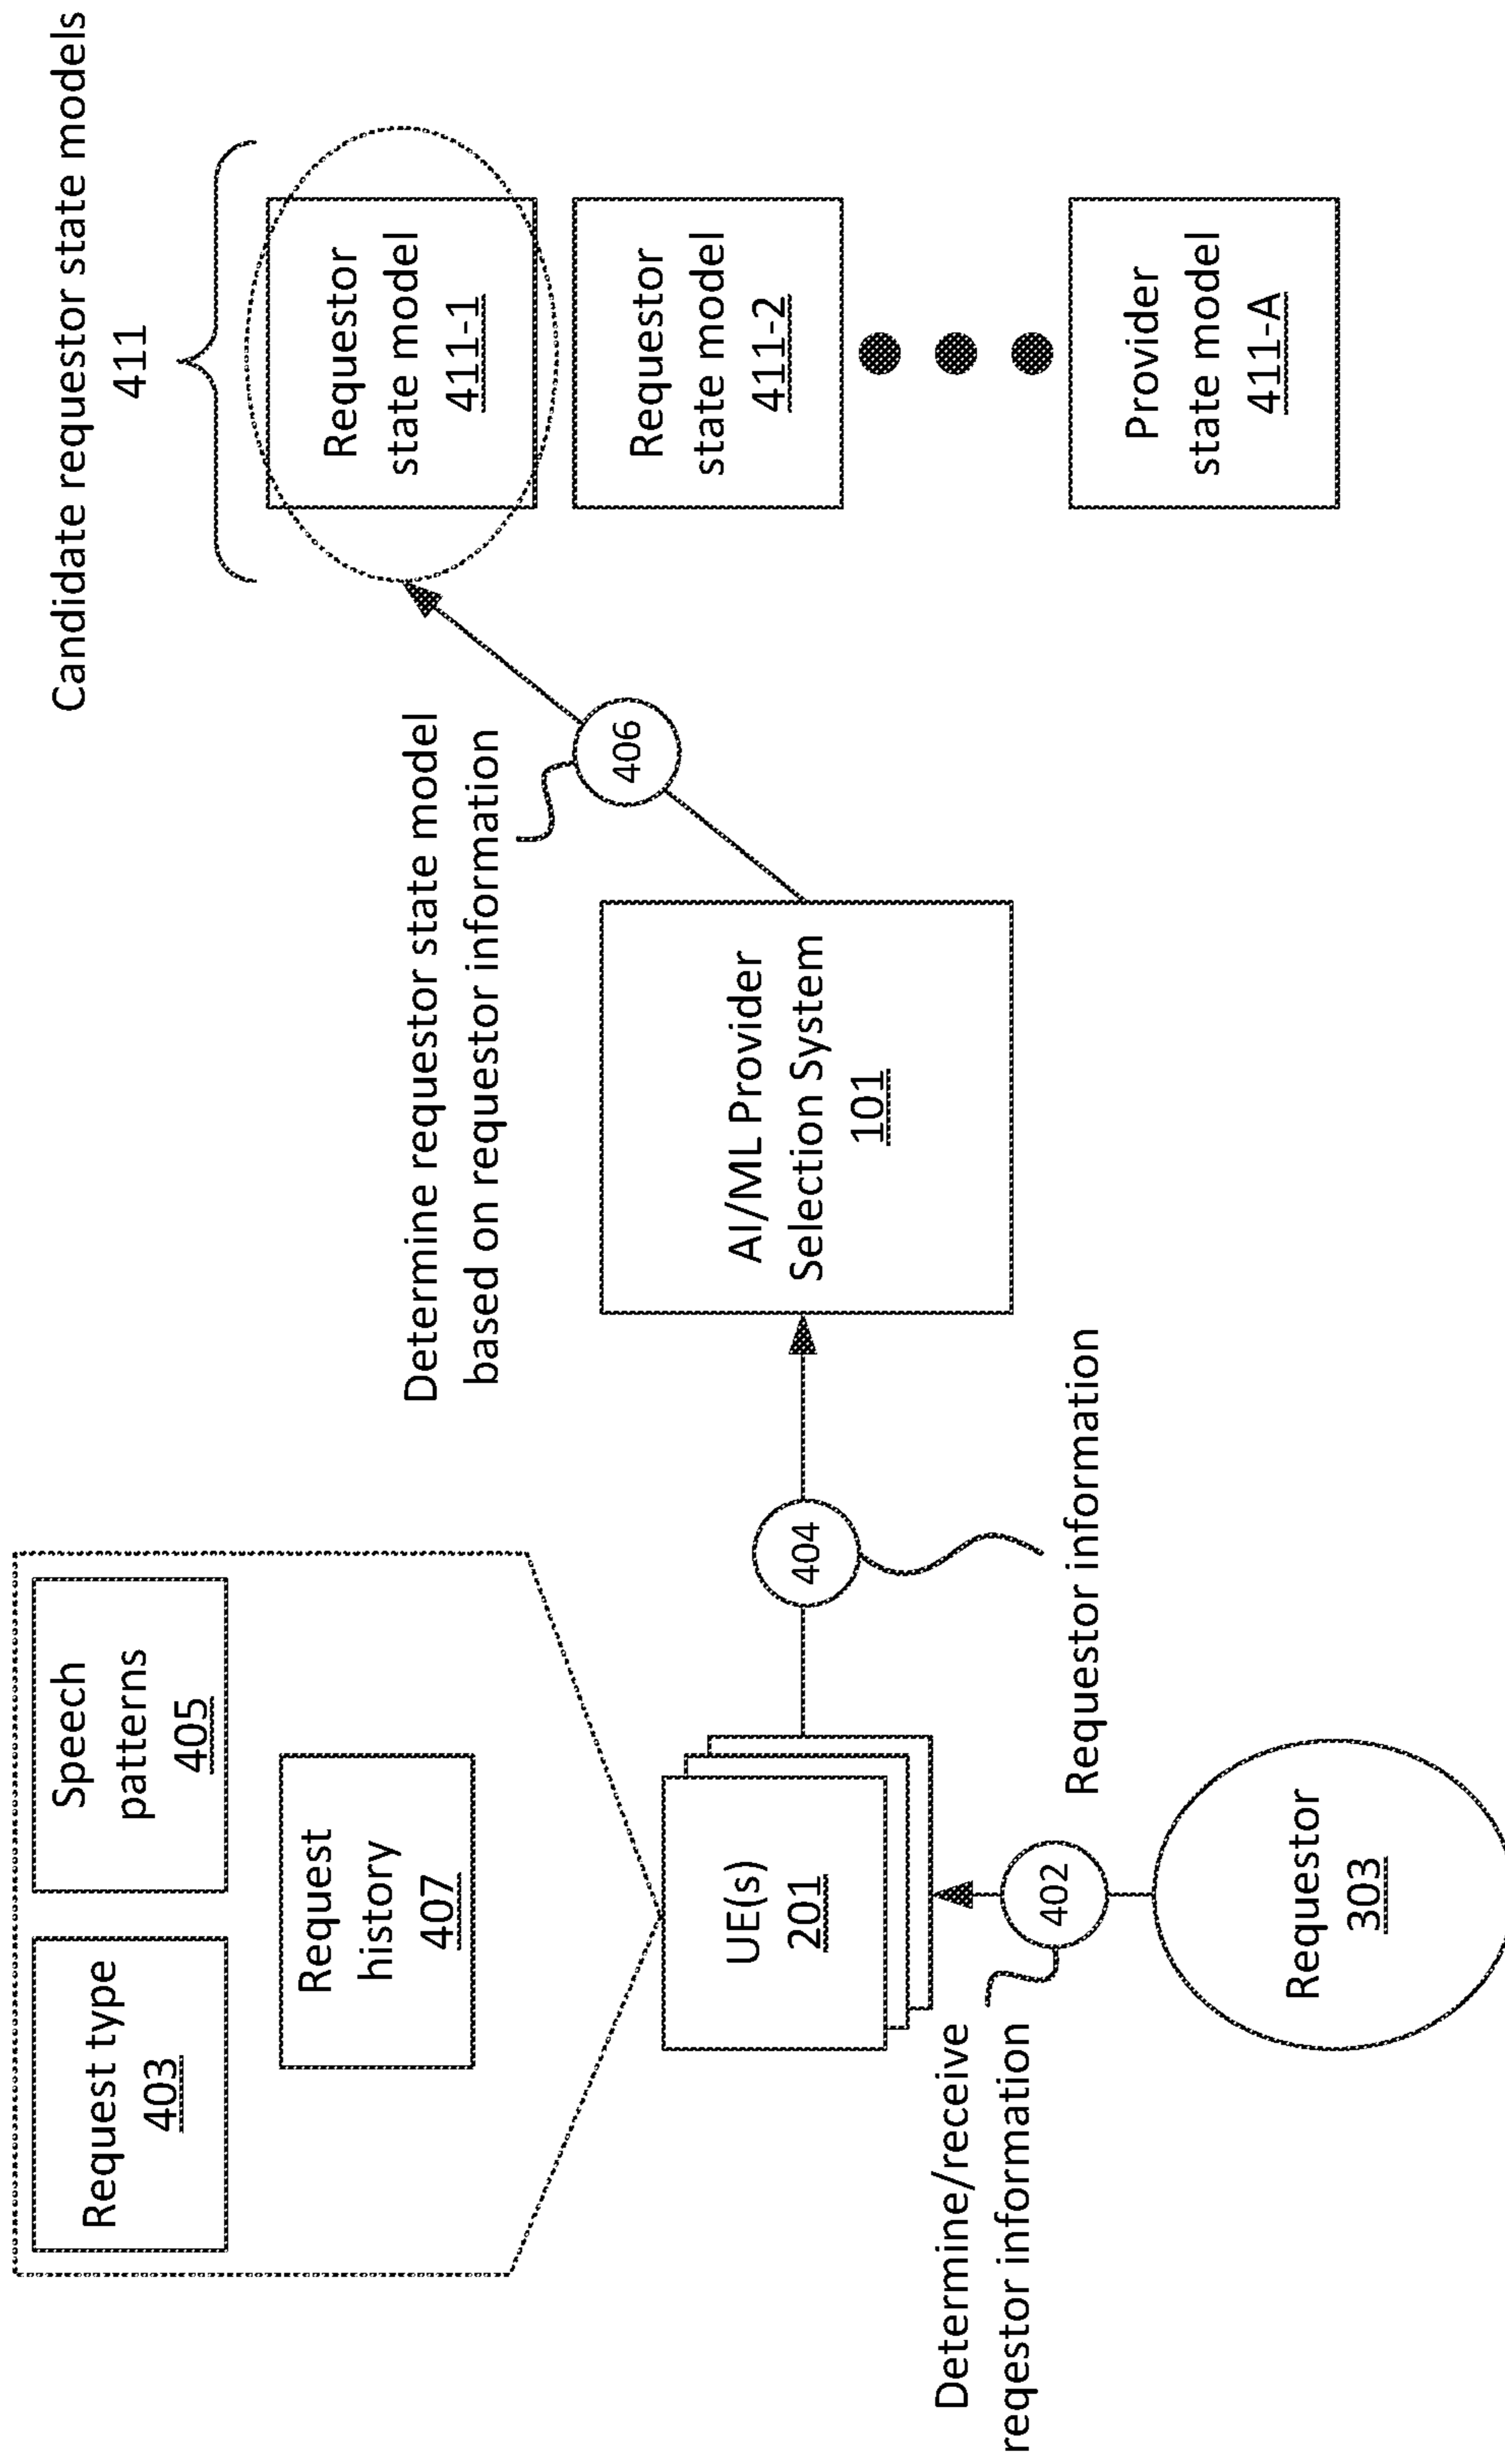 Candidate requestor state models
411
Request type
403
Speech
patterns
405
Request
history
407
Determine requestor state model
based on requestor information
406
Requestor
state model
411-1
Requestor
state model
411-2
Provider
state model
411-A
UE(s)
201
404
AI/ML Provider
Selection System
101
Requestor information
Determine/receive
reqestor information
402
Requestor
303